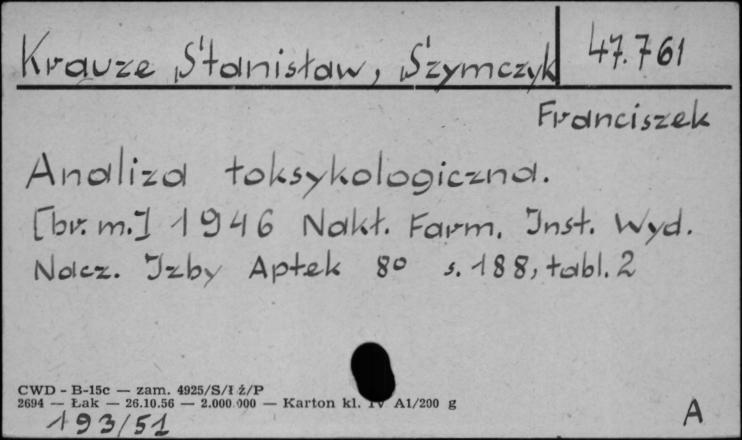 Krauze Stanisław, Szymczyk 47.761
Franciszek
Analiza toksykologiczna.
[br. m.] 1946 Nakł. Farm. Inst. Wyd.
Nacz. Izby Aptek 8º s. 188, tabl. 2
CWD - B-15c — zam. 4925/S/I ż/P
2694 — Łak — 26.10.56 — 2.000.000 — Karton kl. IV A1/200 g
193/51 A